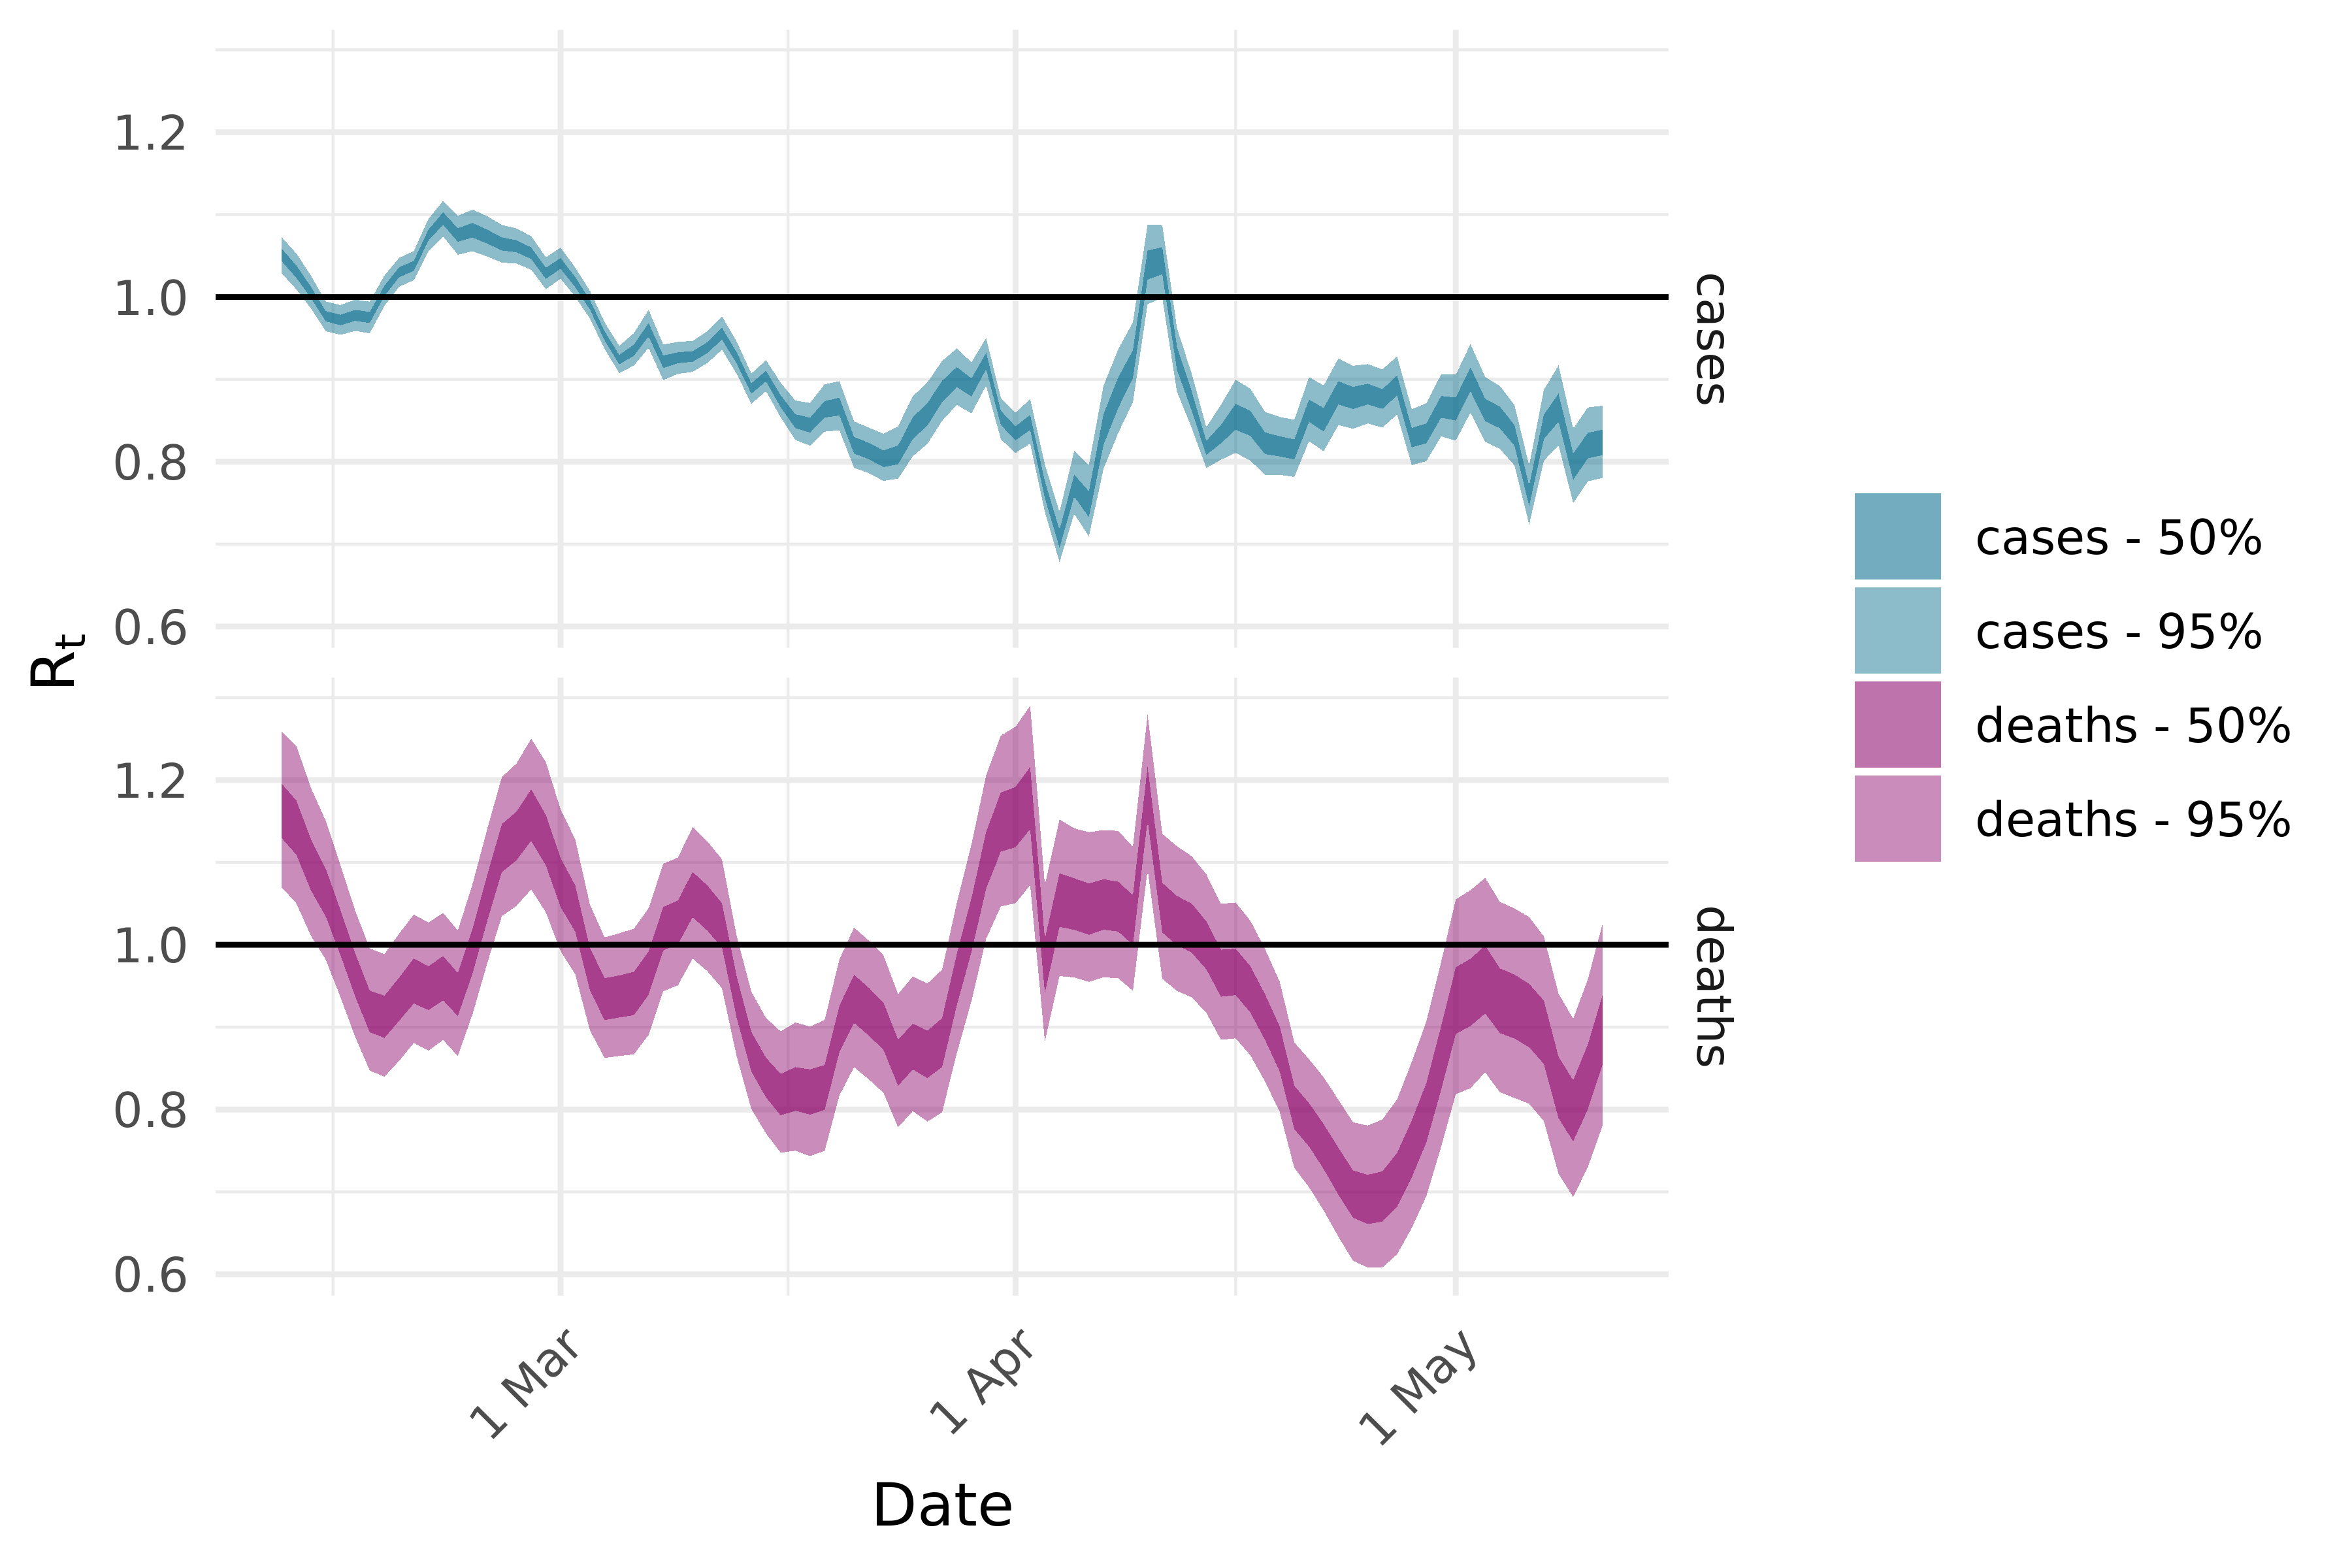 1.2
1.0
0.8
0.6
cases
Rt
1.2
1.0
0.8
0.6
deaths
1 Mar
1 Apr
1 May
Date
cases - 50%
cases - 95%
deaths - 50%
deaths - 95%